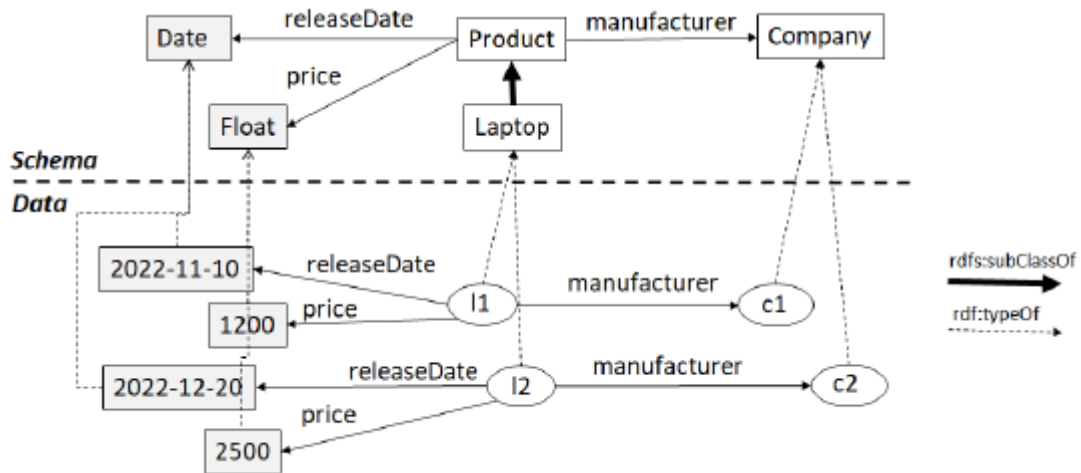 releaseDate
manufacturer
Date
Product
Company
price
Float
Laptop
Schema
Data
2022-11-10
releaseDate
l1
manufacturer
c1
rdfs:subClassOf
price
1200
rdf:typeOf
2022-12-20
releaseDate
l2
manufacturer
c2
price
2500